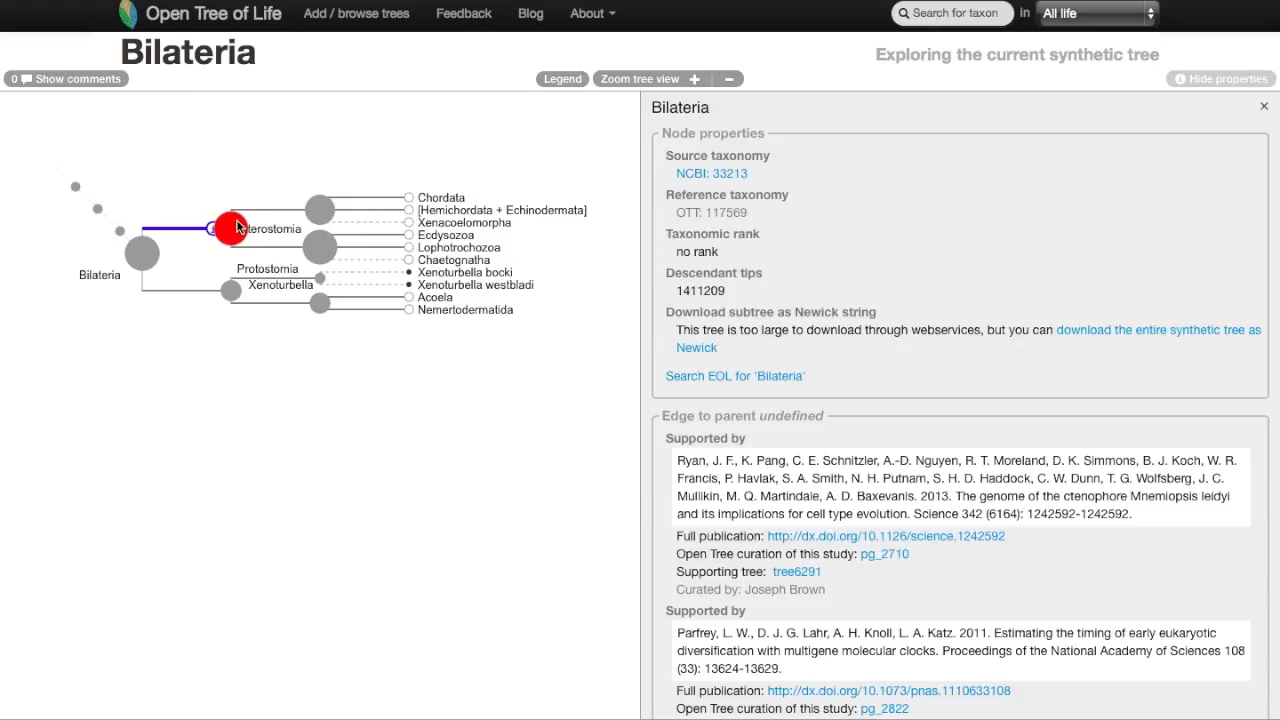 Open Tree of Life Add / browse trees Feedback Blog About Search for taxon in All life
Bilateria
Exploring the current synthetic tree
0 Show comments Legend Zoom tree view + − Hide properties
Bilateria
Chordata
[Hemichordata + Echinodermata]
Xenacoelomorpha
terostomia
Ecdysozoa
Lophotrochozoa
Chaetognatha
Protostomia
Xenoturbella bocki
Bilateria
Xenoturbella
Xenoturbella westbladi
Acoela
Nemertodermatida
Node properties
Source taxonomy
NCBI: 33213
Reference taxonomy
OTT: 117569
Taxonomic rank
no rank
Descendant tips
1411209
Download subtree as Newick string
This tree is too large to download through webservices, but you can download the entire synthetic tree as
Newick
Search EOL for 'Bilateria'
Edge to parent undefined
Supported by
Ryan, J. F., K. Pang, C. E. Schnitzler, A.-D. Nguyen, R. T. Moreland, D. K. Simmons, B. J. Koch, W. R.
Francis, P. Havlak, S. A. Smith, N. H. Putnam, S. H. D. Haddock, C. W. Dunn, T. G. Wolfsberg, J. C.
Mullikin, M. Q. Martindale, A. D. Baxevanis. 2013. The genome of the ctenophore Mnemiopsis leidyi
and its implications for cell type evolution. Science 342 (6164): 1242592-1242592.
Full publication: http://dx.doi.org/10.1126/science.1242592
Open Tree curation of this study: pg_2710
Supporting tree: tree6291
Curated by: Joseph Brown
Supported by
Parfrey, L. W., D. J. G. Lahr, A. H. Knoll, L. A. Katz. 2011. Estimating the timing of early eukaryotic
diversification with multigene molecular clocks. Proceedings of the National Academy of Sciences 108
(33): 13624-13629.
Full publication: http://dx.doi.org/10.1073/pnas.1110633108
Open Tree curation of this study: pg_2822